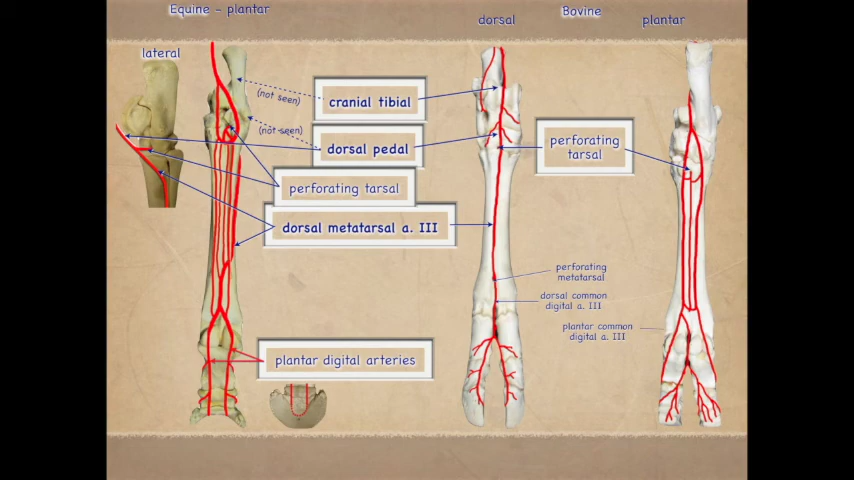 Equine - plantar
Bovine
dorsal
plantar
lateral
(not seen)
cranial tibial
(not seen)
dorsal pedal
perforating
tarsal
perforating tarsal
dorsal metatarsal a. III
perforating
metatarsal
dorsal common
digital a. III
plantar common
digital a. III
plantar digital arteries